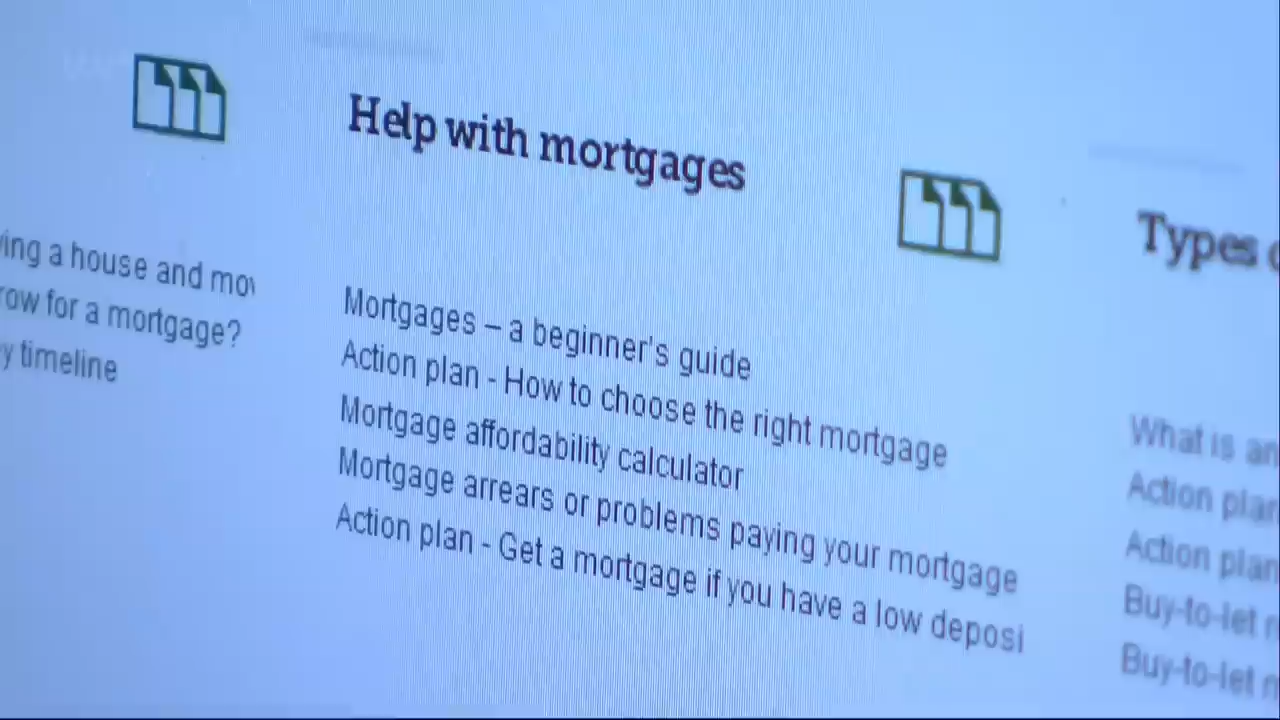 Help with mortgages
Types
ing a house and mov
row for a mortgage?
y timeline
Mortgages – a beginner's guide
Action plan - How to choose the right mortgage
Mortgage affordability calculator
Mortgage arrears or problems paying your mortgage
Action plan - Get a mortgage if you have a low deposi
What is an
Action plan
Action plan
Buy-to-let
Buy-to-let